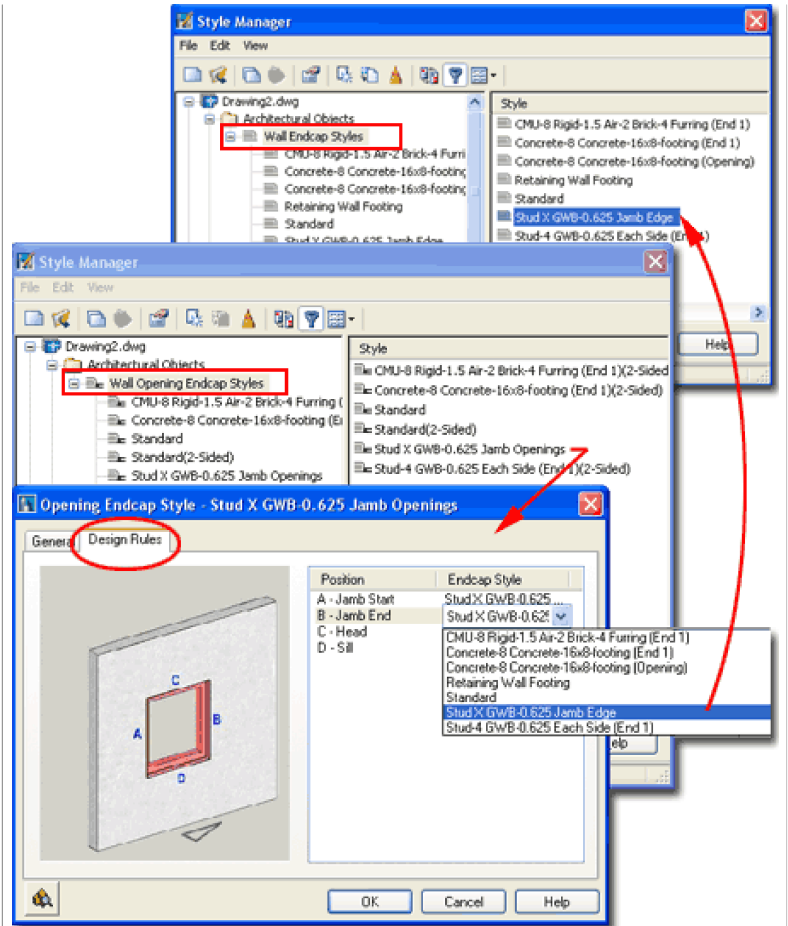 Style Manager
File Edit View
Drawing2.dwg
Architectural Objects
Wall Endcap Styles
CMU-8 Rigid-1.5 Air-2 Brick-4 Furri
Concrete-8 Concrete-16x8-footing
Concrete-8 Concrete-16x8-footing
Retaining Wall Footing
Standard
Stud X GWB-0.625 Jamb Edge
Style
CMU-8 Rigid-1.5 Air-2 Brick-4 Furring (End 1)
Concrete-8 Concrete-16x8-footing (End 1)
Concrete-8 Concrete-16x8-footing (Opening)
Retaining Wall Footing
Standard
Stud X GWB-0.625 Jamb Edge
Stud-4 GWB-0.625 Each Side (End 1)
Help
Style Manager
File Edit View
Drawing2.dwg
Architectural Objects
Wall Opening Endcap Styles
CMU-8 Rigid-1.5 Air-2 Brick-4 Furring (
Concrete-8 Concrete-16x8-footing (E
Standard
Standard(2-Sided)
Stud X GWB-0.625 Jamb Openings
Style
CMU-8 Rigid-1.5 Air-2 Brick-4 Furring (End 1)(2-Sided
Concrete-8 Concrete-16x8-footing (End 1)(2-Sided)
Standard
Standard(2-Sided)
Stud X GWB-0.625 Jamb Openings
Stud-4 GWB-0.625 Each Side (End 1)(2-Sided)
Opening Endcap Style - Stud X GWB-0.625 Jamb Openings
General Design Rules
Position Endcap Style
A - Jamb Start Stud X GWB-0.625 ...
B - Jamb End Stud X GWB-0.625
C - Head
D - Sill
CMU-8 Rigid-1.5 Air-2 Brick-4 Furring (End 1)
Concrete-8 Concrete-16x8-footing (End 1)
Concrete-8 Concrete-16x8-footing (Opening)
Retaining Wall Footing
Standard
Stud X GWB-0.625 Jamb Edge
Stud-4 GWB-0.625 Each Side (End 1)
elp
C
A
B
D
OK Cancel Help